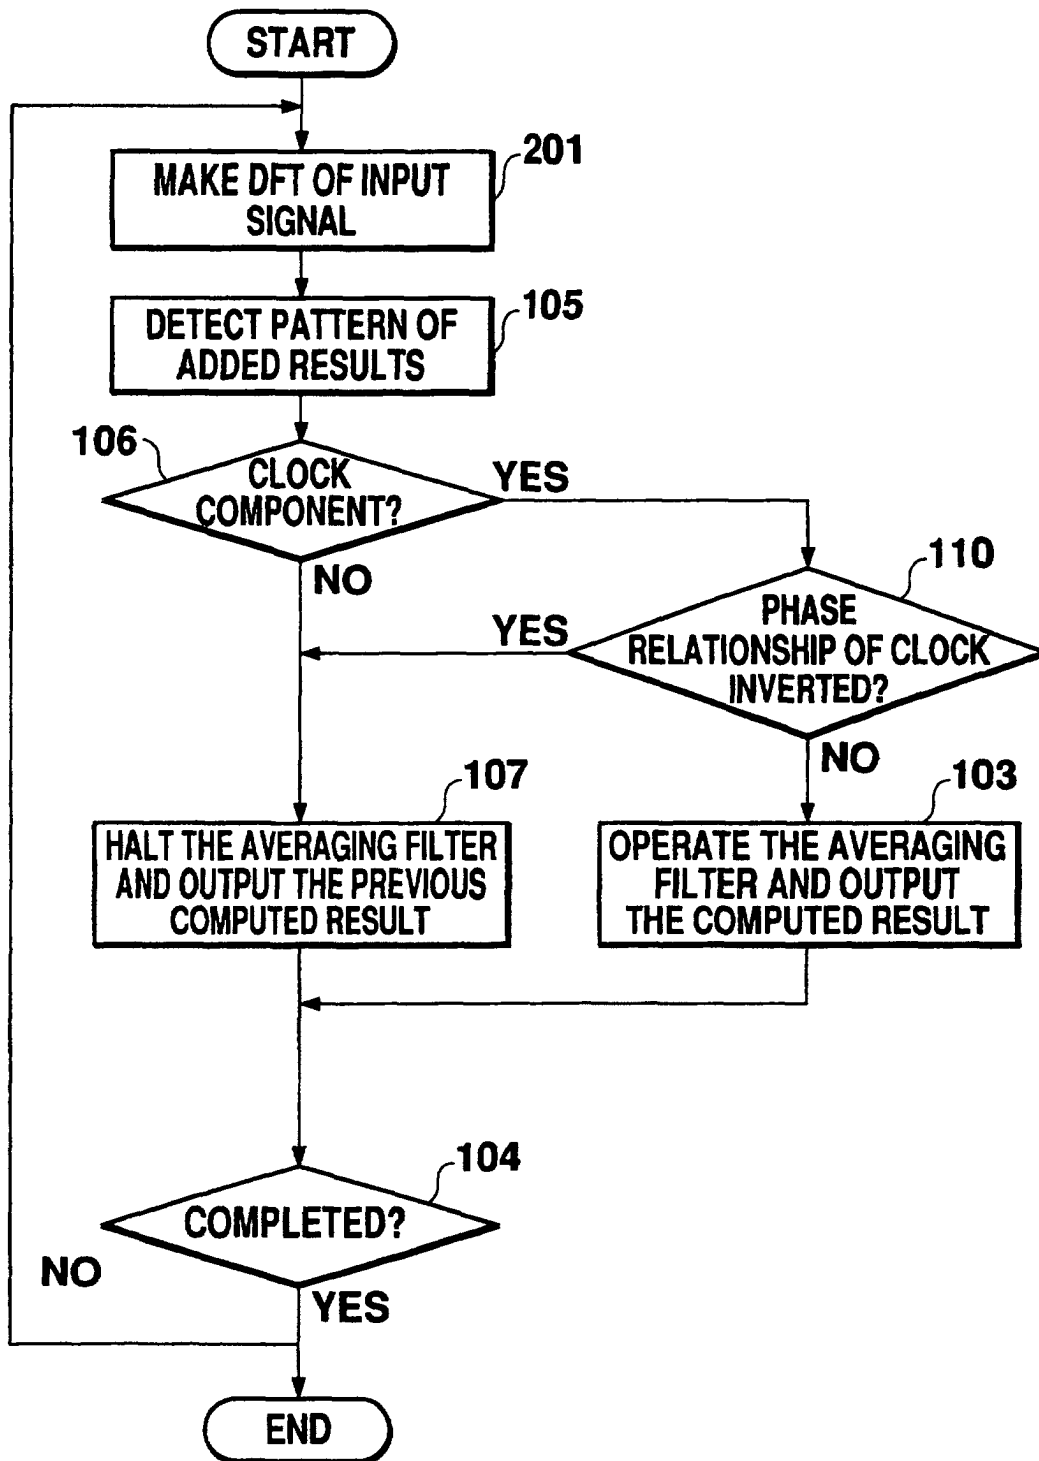 START
201
MAKE DFT OF INPUT
SIGNAL
105
DETECT PATTERN OF
ADDED RESULTS
106
CLOCK
COMPONENT?
YES
NO
110
PHASE
RELATIONSHIP OF CLOCK
INVERTED?
YES
NO
107
HALT THE AVERAGING FILTER
AND OUTPUT THE PREVIOUS
COMPUTED RESULT
103
OPERATE THE AVERAGING
FILTER AND OUTPUT
THE COMPUTED RESULT
104
COMPLETED?
NO
YES
END